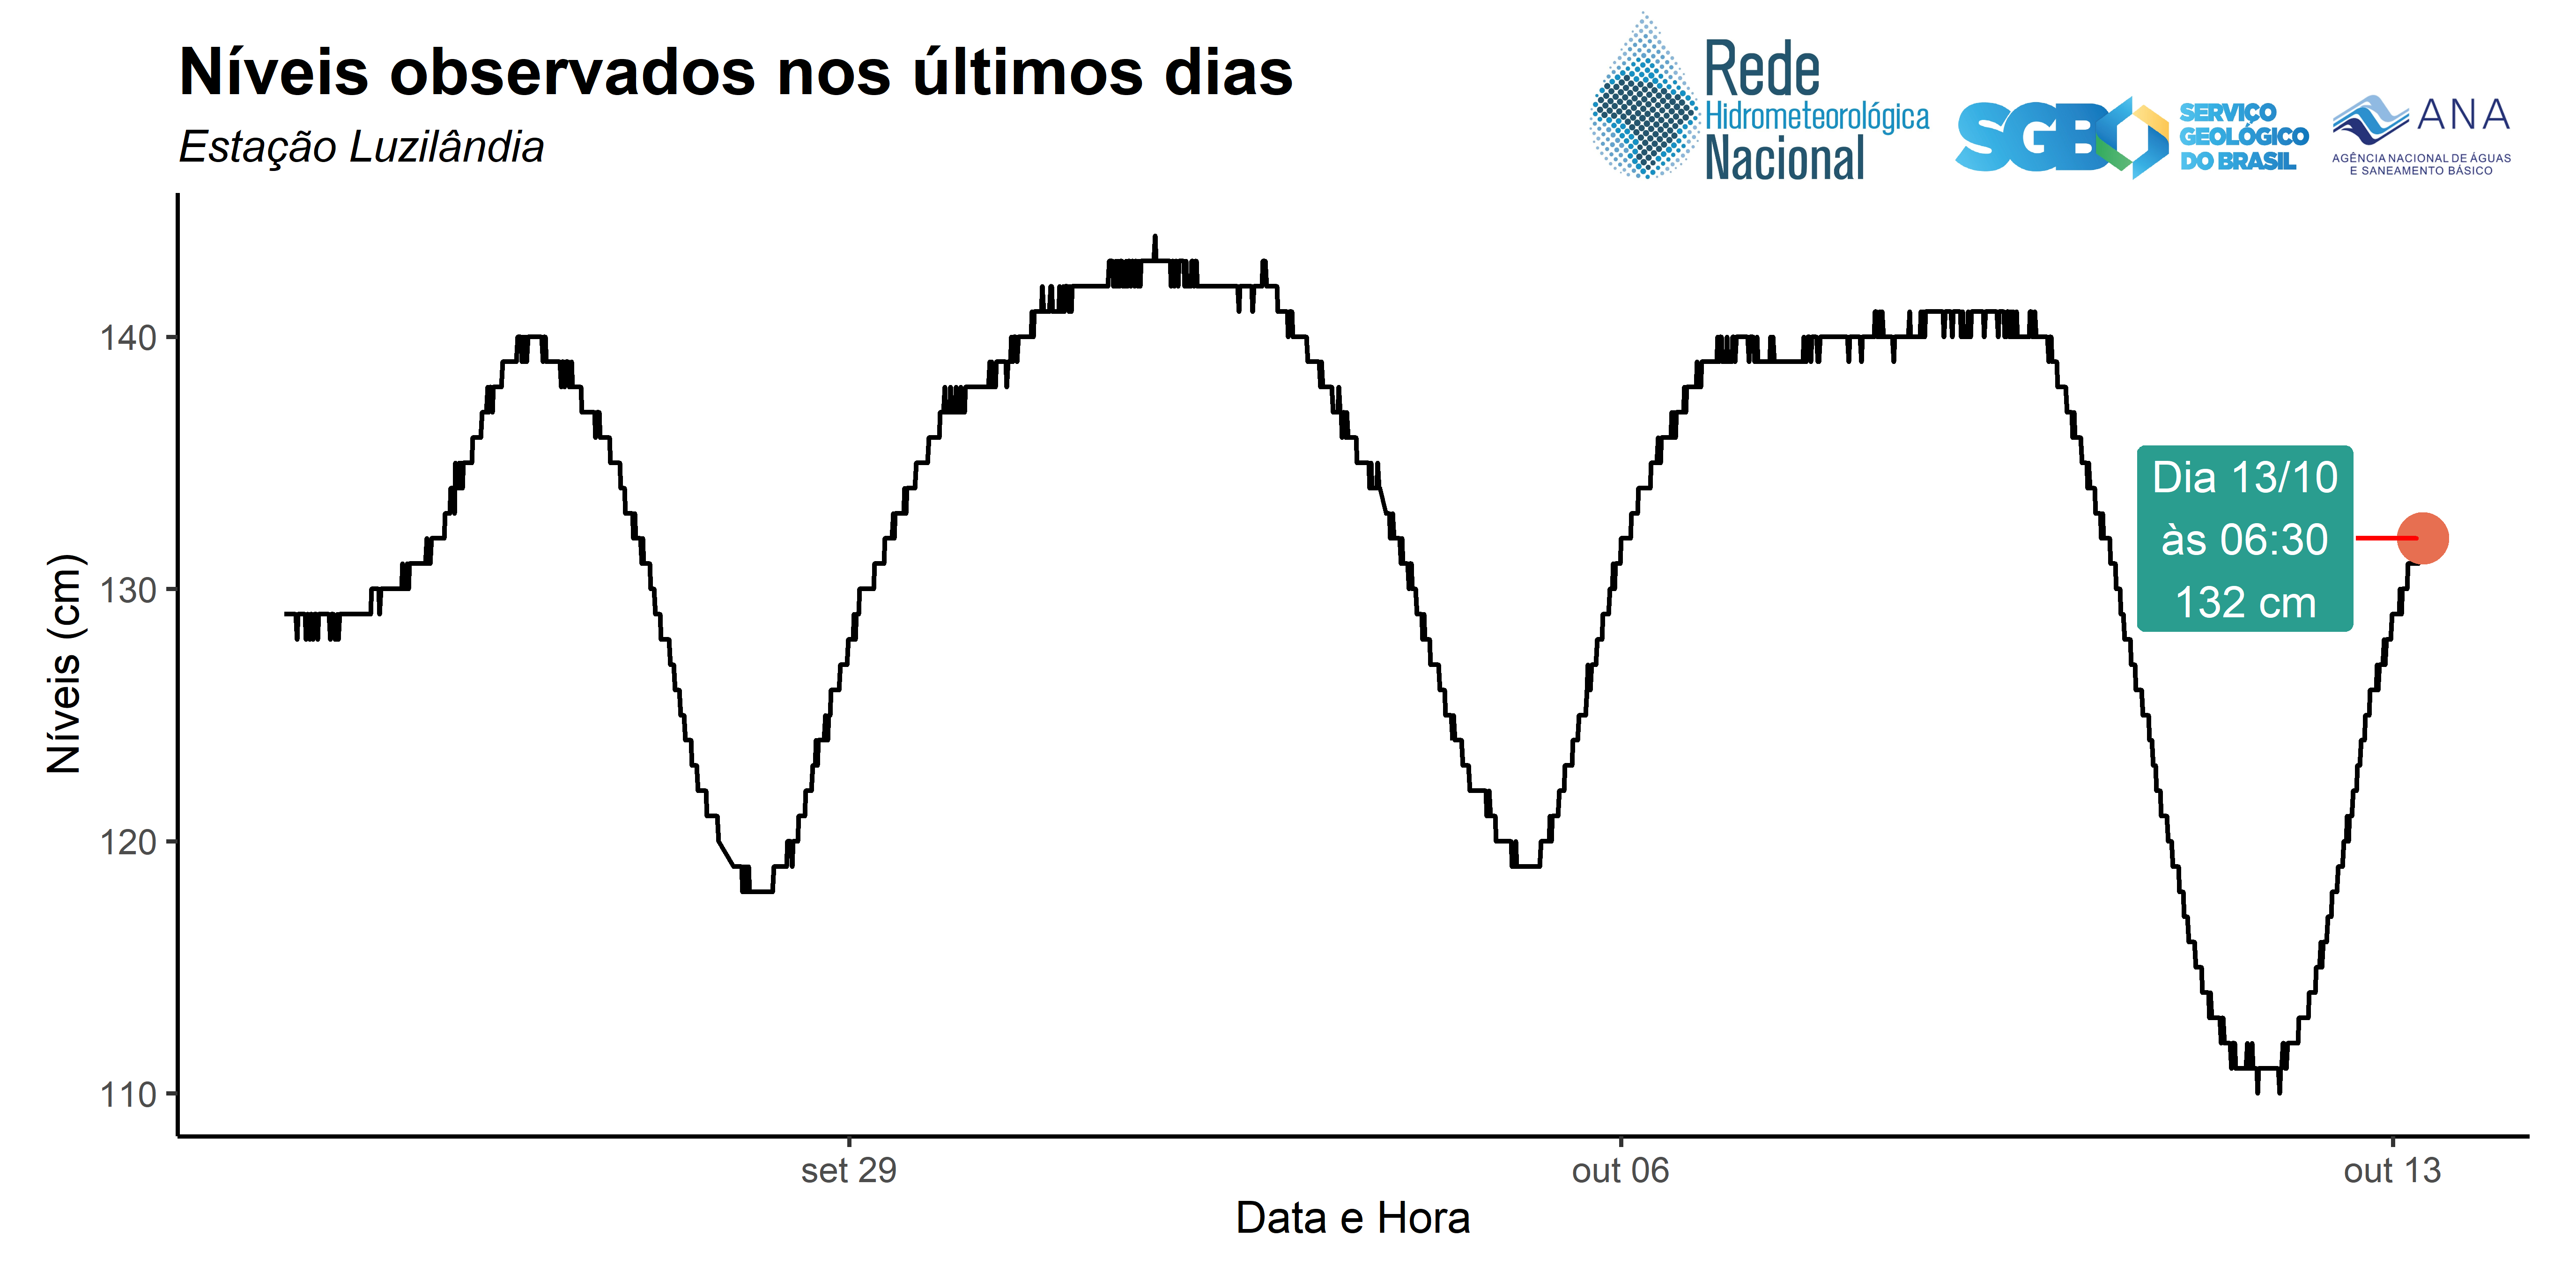 Níveis observados nos últimos dias
Estação Luzilândia
Rede
Hidrometeorológica
Nacional
SGB
SERVIÇO
GEOLÓGICO
DO BRASIL
ANA
AGÊNCIA NACIONAL DE ÁGUAS
E SANEAMENTO BÁSICO
Níveis (cm)
140
130
120
110
Dia 13/10
às 06:30
132 cm
set 29
out 06
out 13
Data e Hora